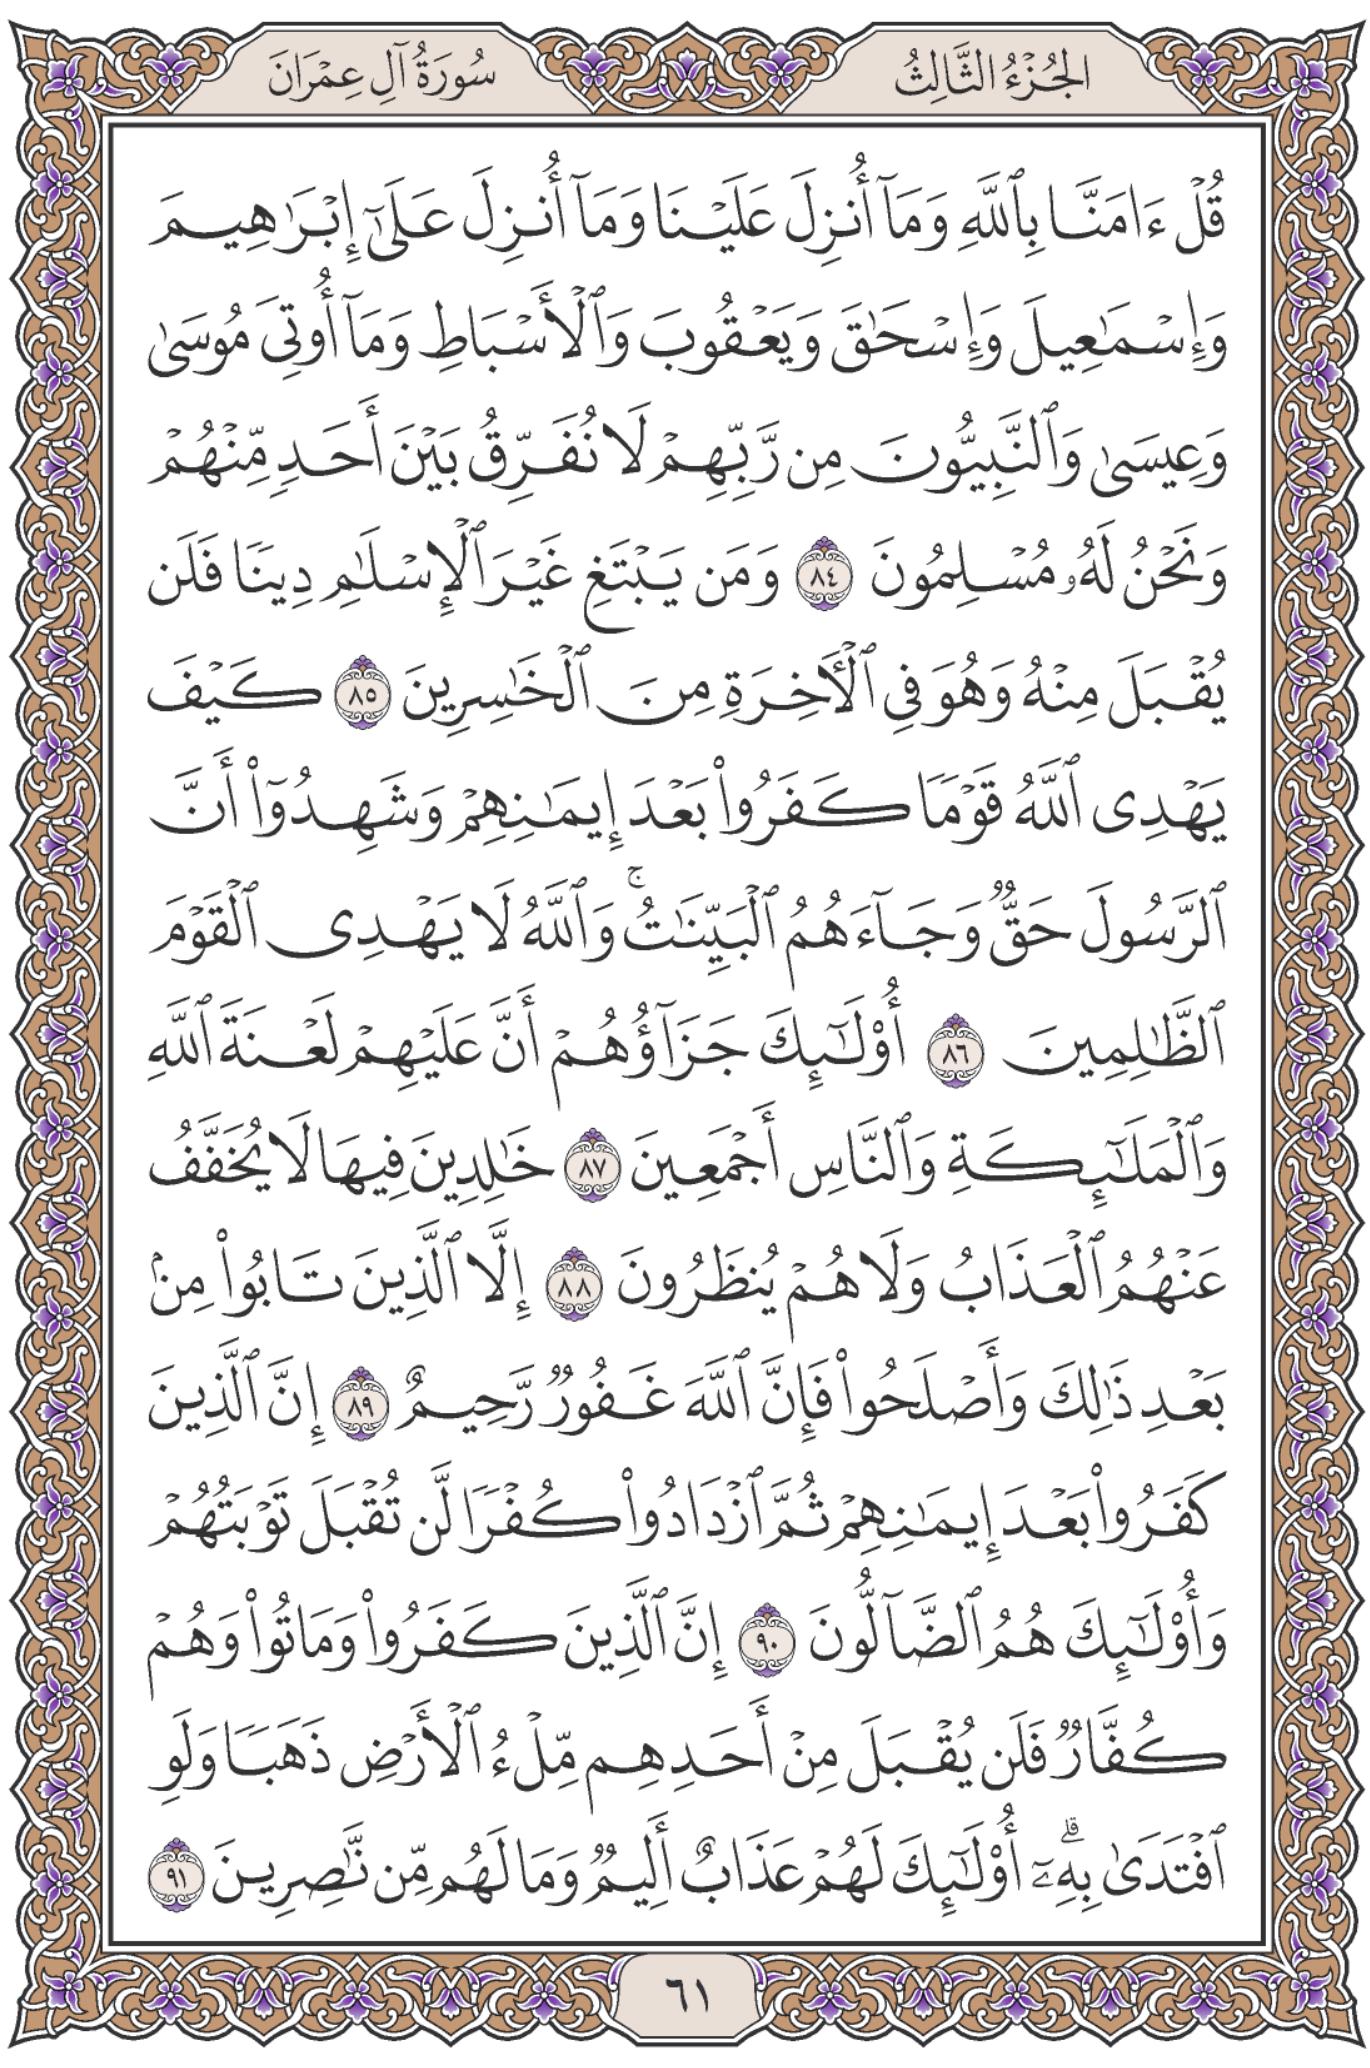 الجُزْءُ الثَّالِثُ
سُورَةُ آلِ عِمْرَانَ
قُلْ ءَامَنَّا بِٱللَّهِ وَمَآ أُنزِلَ عَلَيْنَا وَمَآ أُنزِلَ عَلَىٰٓ إِبْرَٰهِيمَ
وَإِسْمَٰعِيلَ وَإِسْحَٰقَ وَيَعْقُوبَ وَٱلْأَسْبَاطِ وَمَآ أُوتِىَ مُوسَىٰ
وَعِيسَىٰ وَٱلنَّبِيُّونَ مِن رَّبِّهِمْ لَا نُفَرِّقُ بَيْنَ أَحَدٍ مِّنْهُمْ
وَنَحْنُ لَهُۥ مُسْلِمُونَ ٨٤ وَمَن يَبْتَغِ غَيْرَ ٱلْإِسْلَٰمِ دِينًا فَلَن
يُقْبَلَ مِنْهُ وَهُوَ فِى ٱلْأَخِرَةِ مِنَ ٱلْخَٰسِرِينَ ٨٥ كَيْفَ
يَهْدِى ٱللَّهُ قَوْمًا كَفَرُوا۟ بَعْدَ إِيمَٰنِهِمْ وَشَهِدُوٓا۟ أَنَّ
ٱلرَّسُولَ حَقٌّ وَجَآءَهُمُ ٱلْبَيِّنَٰتُ ۚ وَٱللَّهُ لَا يَهْدِى ٱلْقَوْمَ
ٱلظَّٰلِمِينَ ٨٦ أُو۟لَٰٓئِكَ جَزَآؤُهُمْ أَنَّ عَلَيْهِمْ لَعْنَةَ ٱللَّهِ
وَٱلْمَلَٰٓئِكَةِ وَٱلنَّاسِ أَجْمَعِينَ ٨٧ خَٰلِدِينَ فِيهَا لَا يُخَفَّفُ
عَنْهُمُ ٱلْعَذَابُ وَلَا هُمْ يُنظَرُونَ ٨٨ إِلَّا ٱلَّذِينَ تَابُوا۟ مِنۢ
بَعْدِ ذَٰلِكَ وَأَصْلَحُوا۟ فَإِنَّ ٱللَّهَ غَفُورٌ رَّحِيمٌ ٨٩ إِنَّ ٱلَّذِينَ
كَفَرُوا۟ بَعْدَ إِيمَٰنِهِمْ ثُمَّ ٱزْدَادُوا۟ كُفْرًا لَّن تُقْبَلَ تَوْبَتُهُمْ
وَأُو۟لَٰٓئِكَ هُمُ ٱلضَّآلُّونَ ٩٠ إِنَّ ٱلَّذِينَ كَفَرُوا۟ وَمَاتُوا۟ وَهُمْ
كُفَّارٌ فَلَن يُقْبَلَ مِنْ أَحَدِهِم مِّلْءُ ٱلْأَرْضِ ذَهَبًا وَلَوِ
ٱفْتَدَىٰ بِهِۦٓ ۗ أُو۟لَٰٓئِكَ لَهُمْ عَذَابٌ أَلِيمٌ وَمَا لَهُم مِّن نَّٰصِرِينَ ٩١
٦١